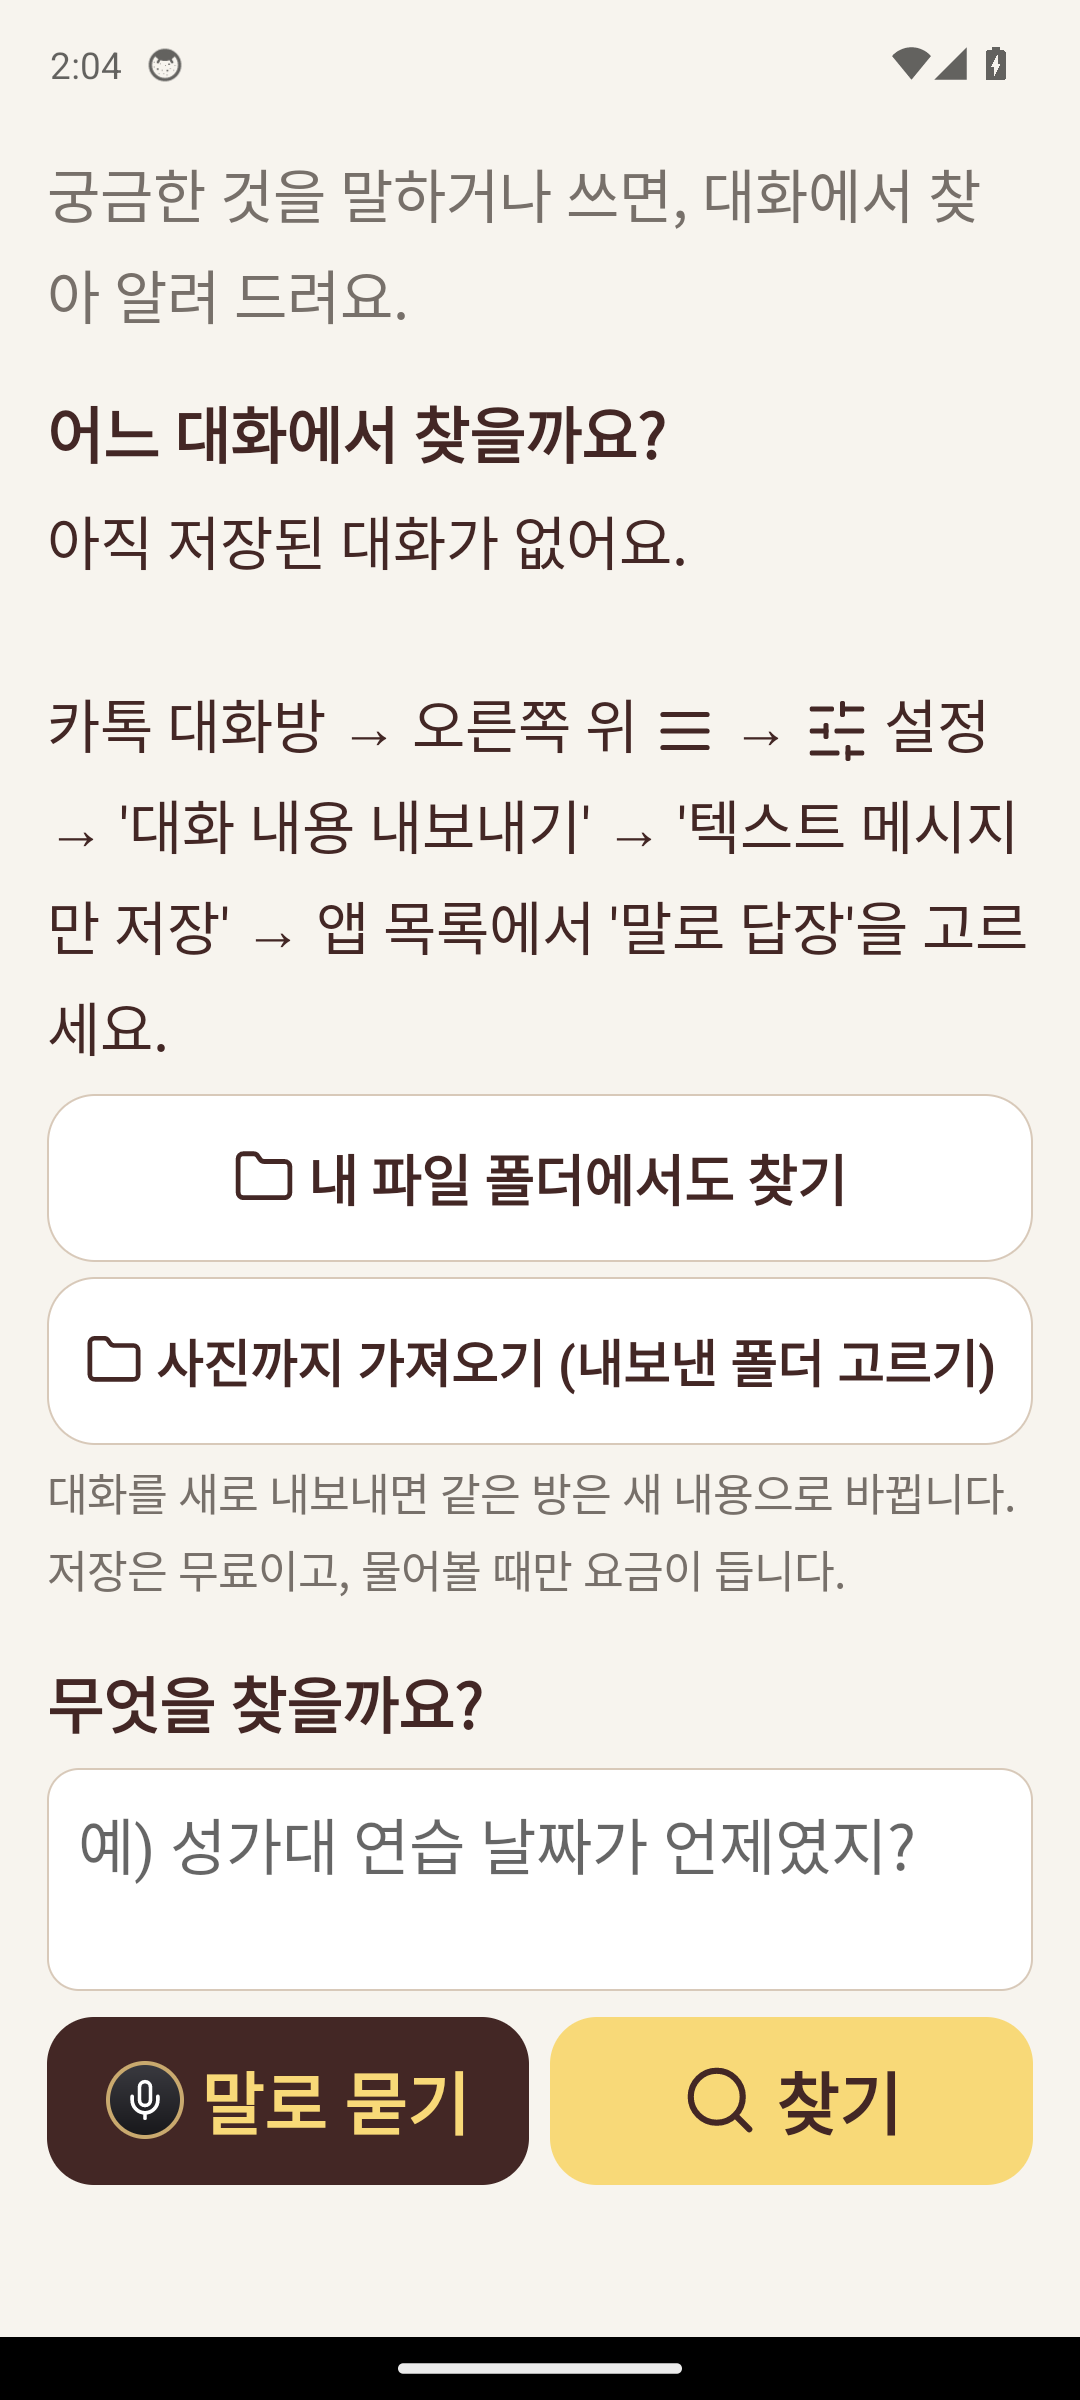 2:04
궁금한 것을 말하거나 쓰면, 대화에서 찾
아 알려 드려요.
어느 대화에서 찾을까요?
아직 저장된 대화가 없어요.
카톡 대화방 → 오른쪽 위 ☰ → 설정
→ '대화 내용 내보내기' → '텍스트 메시지
만 저장' → 앱 목록에서 '말로 답장'을 고르
세요.
내 파일 폴더에서도 찾기
사진까지 가져오기 (내보낸 폴더 고르기)
대화를 새로 내보내면 같은 방은 새 내용으로 바뀝니다.
저장은 무료이고, 물어볼 때만 요금이 듭니다.
무엇을 찾을까요?
예) 성가대 연습 날짜가 언제였지?
말로 묻기
찾기